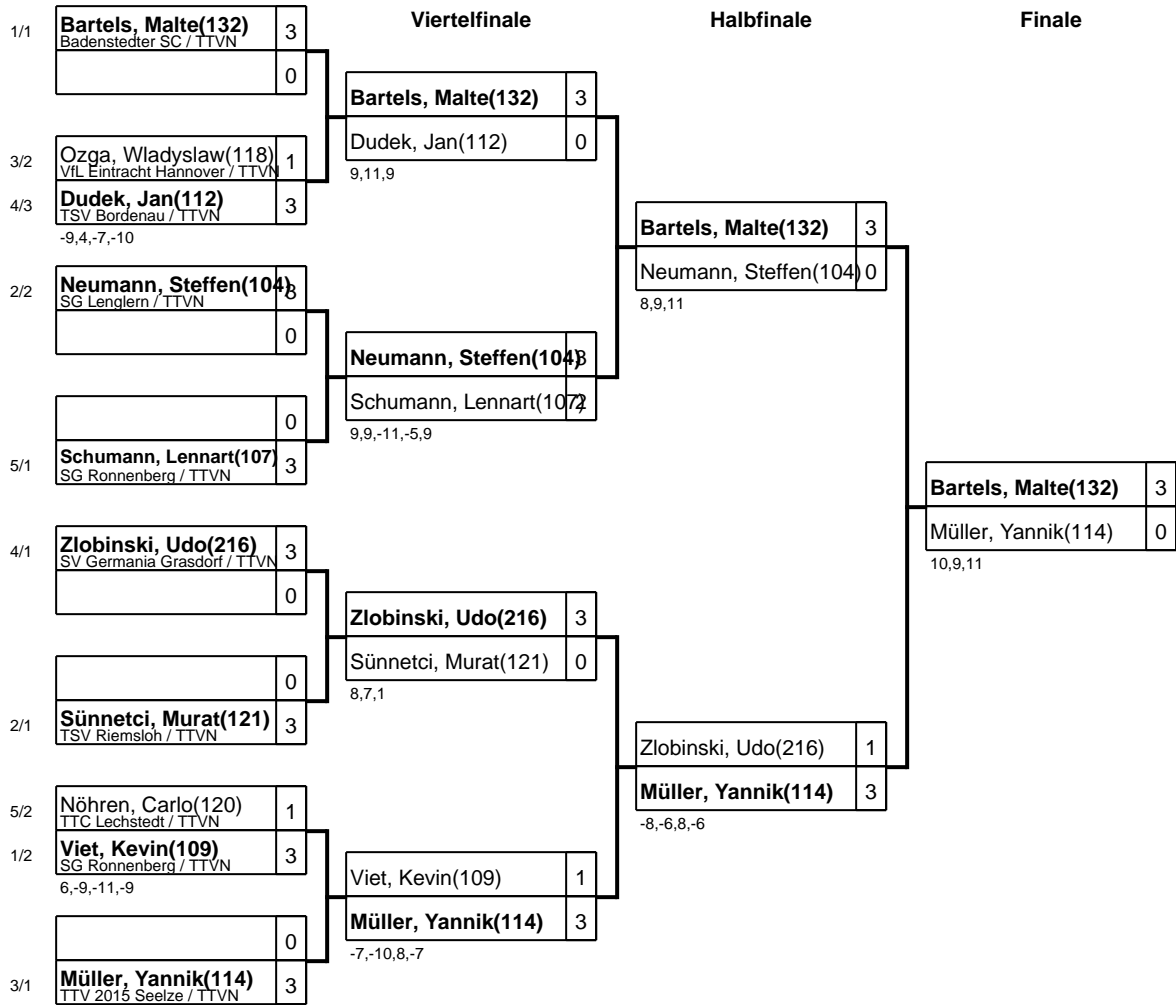 Viertelfinale
Halbfinale
Finale
1/1
Bartels, Malte(132) 3
Badenstedter SC / TTVN
0
3/2
Ozga, Wladyslaw(118) 1
VfL Eintracht Hannover / TTVN
4/3
Dudek, Jan(112) 3
TSV Bordenau / TTVN
-9,4,-7,-10
2/2
Neumann, Steffen(104) 3
SG Lenglern / TTVN
0
0
5/1
Schumann, Lennart(107) 3
SG Ronnenberg / TTVN
4/1
Zlobinski, Udo(216) 3
SV Germania Grasdorf / TTVN
0
0
2/1
Sünnetci, Murat(121) 3
TSV Riemsloh / TTVN
5/2
Nöhren, Carlo(120) 1
TTC Lechstedt / TTVN
1/2
Viet, Kevin(109) 3
SG Ronnenberg / TTVN
6,-9,-11,-9
0
3/1
Müller, Yannik(114) 3
TTV 2015 Seelze / TTVN
Bartels, Malte(132) 3
Dudek, Jan(112) 0
9,11,9
Neumann, Steffen(104) 3
Schumann, Lennart(107) 2
9,9,-11,-5,9
Zlobinski, Udo(216) 3
Sünnetci, Murat(121) 0
8,7,1
Viet, Kevin(109) 1
Müller, Yannik(114) 3
-7,-10,8,-7
Bartels, Malte(132) 3
Neumann, Steffen(104) 0
8,9,11
Zlobinski, Udo(216) 1
Müller, Yannik(114) 3
-8,-6,8,-6
Bartels, Malte(132) 3
Müller, Yannik(114) 0
10,9,11